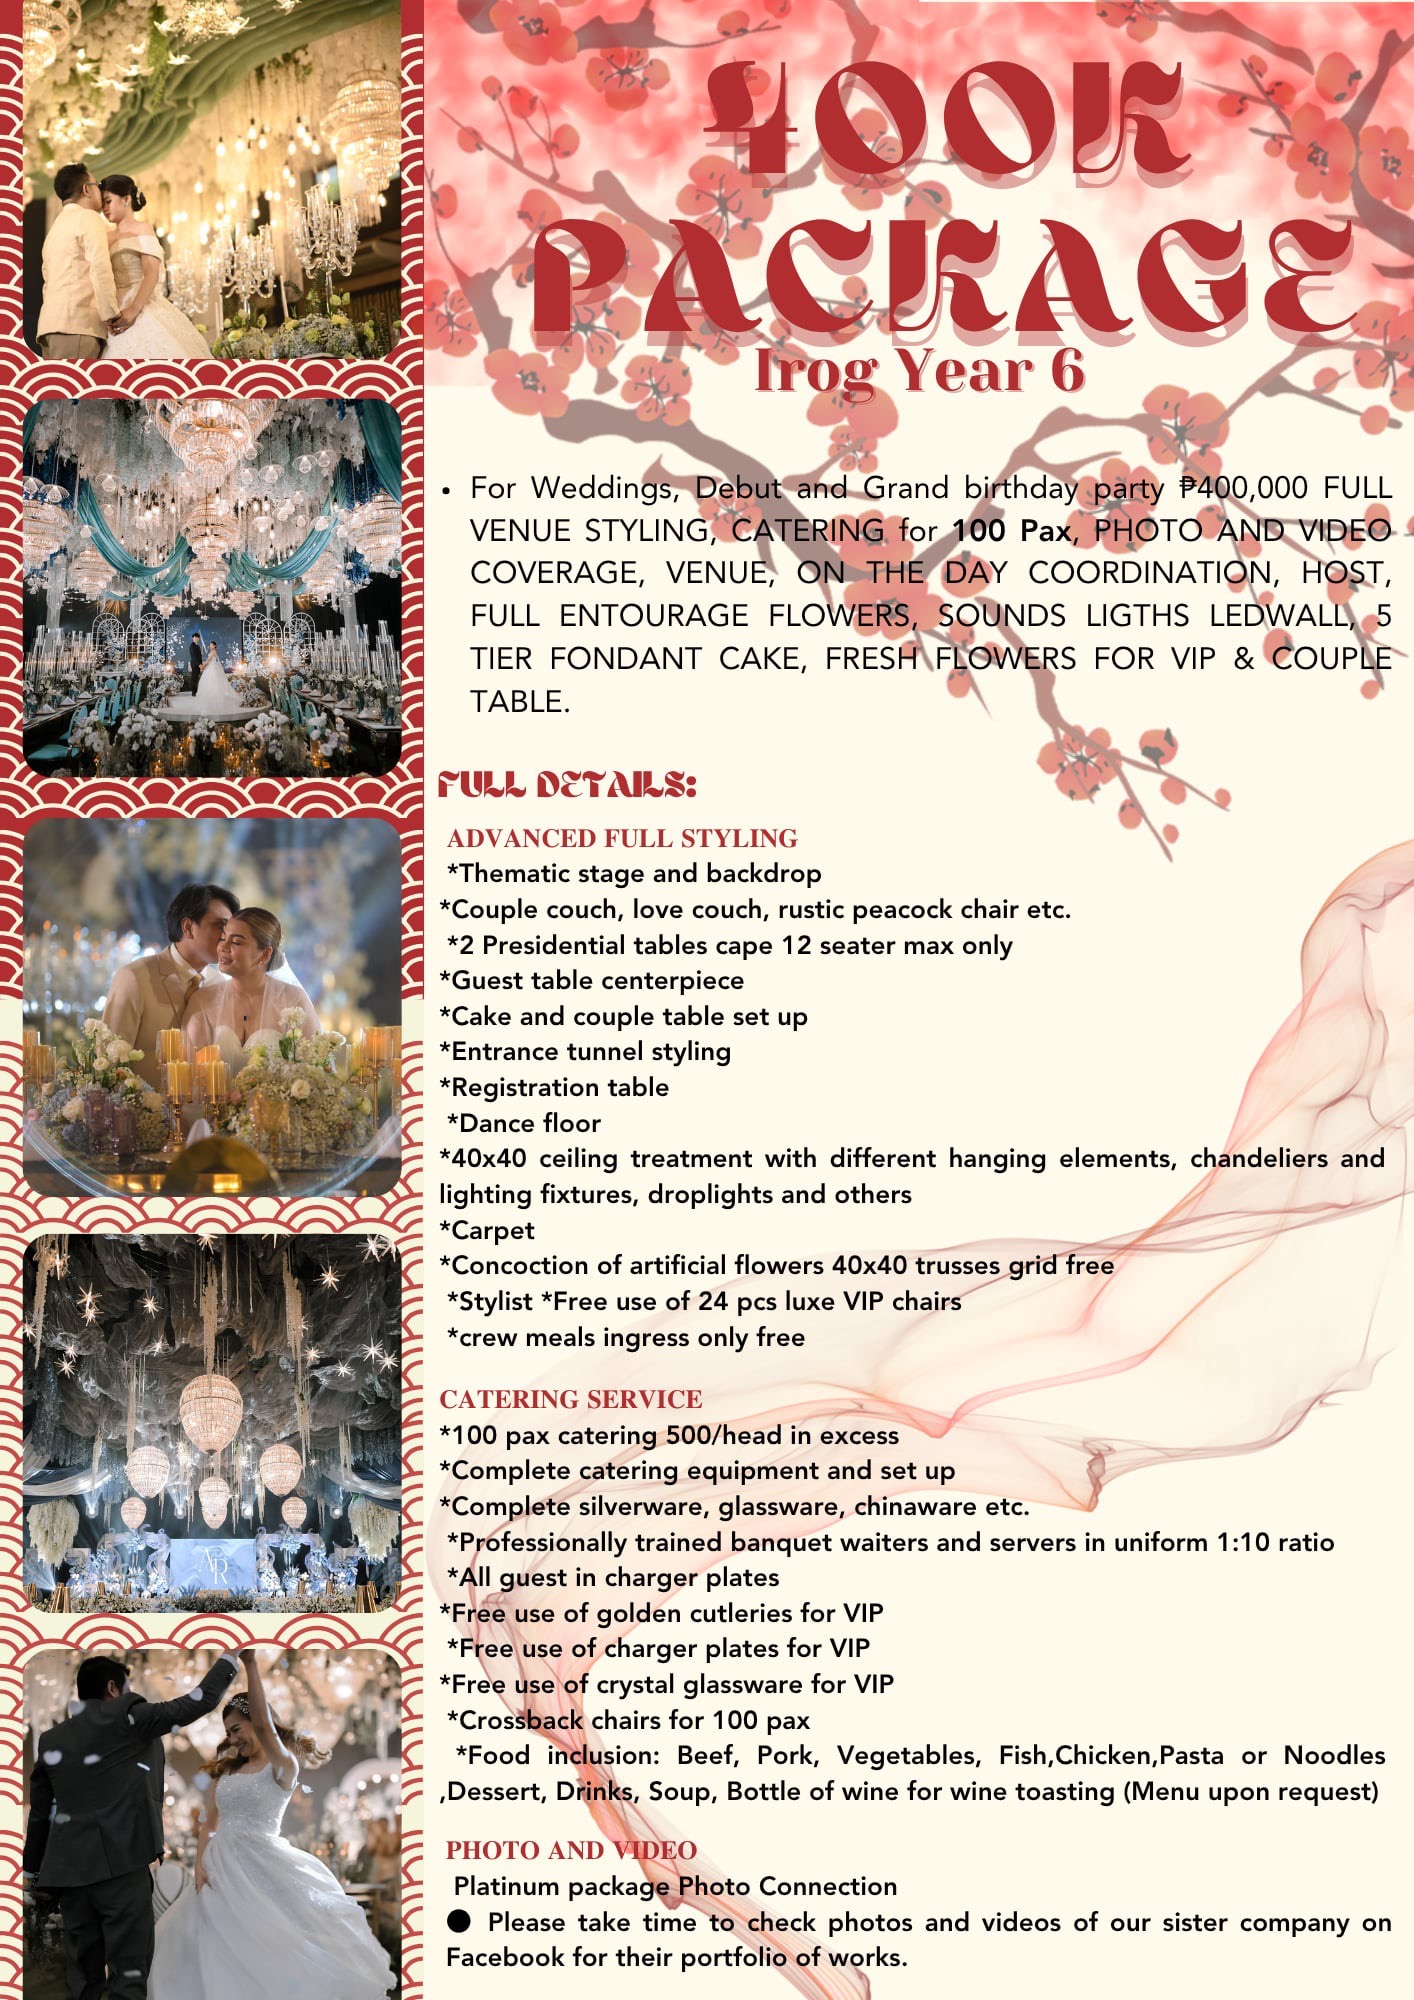 400K
PACKAGE
Irog Year 6
• For Weddings, Debut and Grand birthday party ₱400,000 FULL
VENUE STYLING, CATERING for 100 Pax, PHOTO AND VIDEO
COVERAGE, VENUE, ON THE DAY COORDINATION, HOST,
FULL ENTOURAGE FLOWERS, SOUNDS LIGTHS LEDWALL, 5
TIER FONDANT CAKE, FRESH FLOWERS FOR VIP & COUPLE
TABLE.
FULL DETAILS:
ADVANCED FULL STYLING
*Thematic stage and backdrop
*Couple couch, love couch, rustic peacock chair etc.
*2 Presidential tables cape 12 seater max only
*Guest table centerpiece
*Cake and couple table set up
*Entrance tunnel styling
*Registration table
*Dance floor
*40x40 ceiling treatment with different hanging elements, chandeliers and
lighting fixtures, droplights and others
*Carpet
*Concoction of artificial flowers 40x40 trusses grid free
*Stylist *Free use of 24 pcs luxe VIP chairs
*crew meals ingress only free
CATERING SERVICE
*100 pax catering 500/head in excess
*Complete catering equipment and set up
*Complete silverware, glassware, chinaware etc.
*Professionally trained banquet waiters and servers in uniform 1:10 ratio
*All guest in charger plates
*Free use of golden cutleries for VIP
*Free use of charger plates for VIP
*Free use of crystal glassware for VIP
*Crossback chairs for 100 pax
*Food inclusion: Beef, Pork, Vegetables, Fish,Chicken,Pasta or Noodles
,Dessert, Drinks, Soup, Bottle of wine for wine toasting (Menu upon request)
PHOTO AND VIDEO
Platinum package Photo Connection
● Please take time to check photos and videos of our sister company on
Facebook for their portfolio of works.